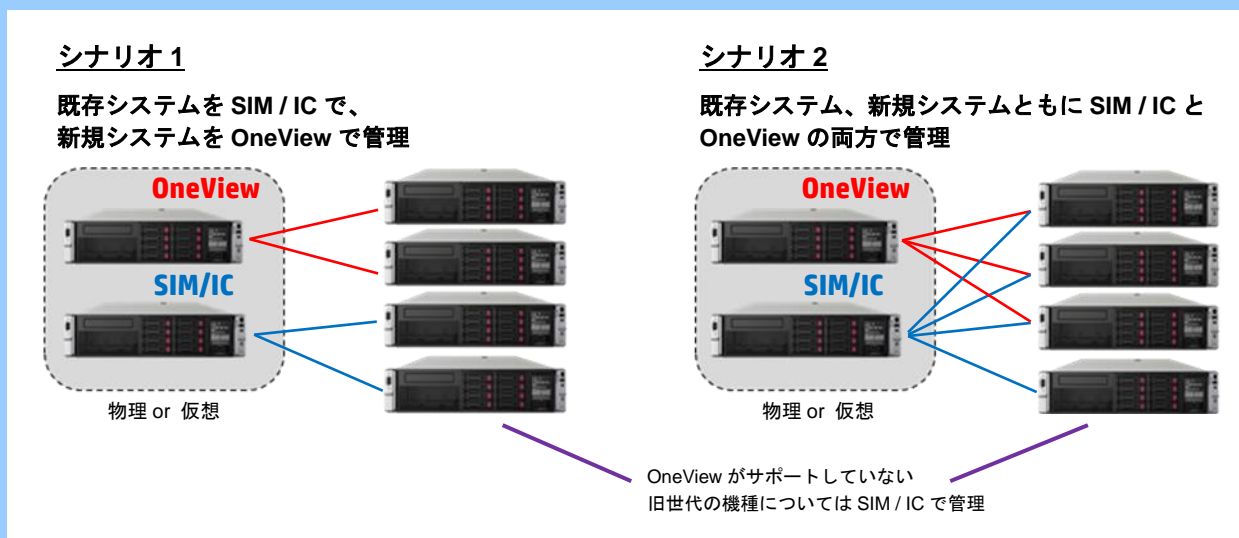 シナリオ 1
既存システムを SIM / IC で、
新規システムを OneView で管理
OneView
SIM/IC
物理 or 仮想
シナリオ 2
既存システム、新規システムともに SIM / IC と
OneView の両方で管理
OneView
SIM/IC
物理 or 仮想
OneView がサポートしていない
旧世代の機種については SIM / IC で管理